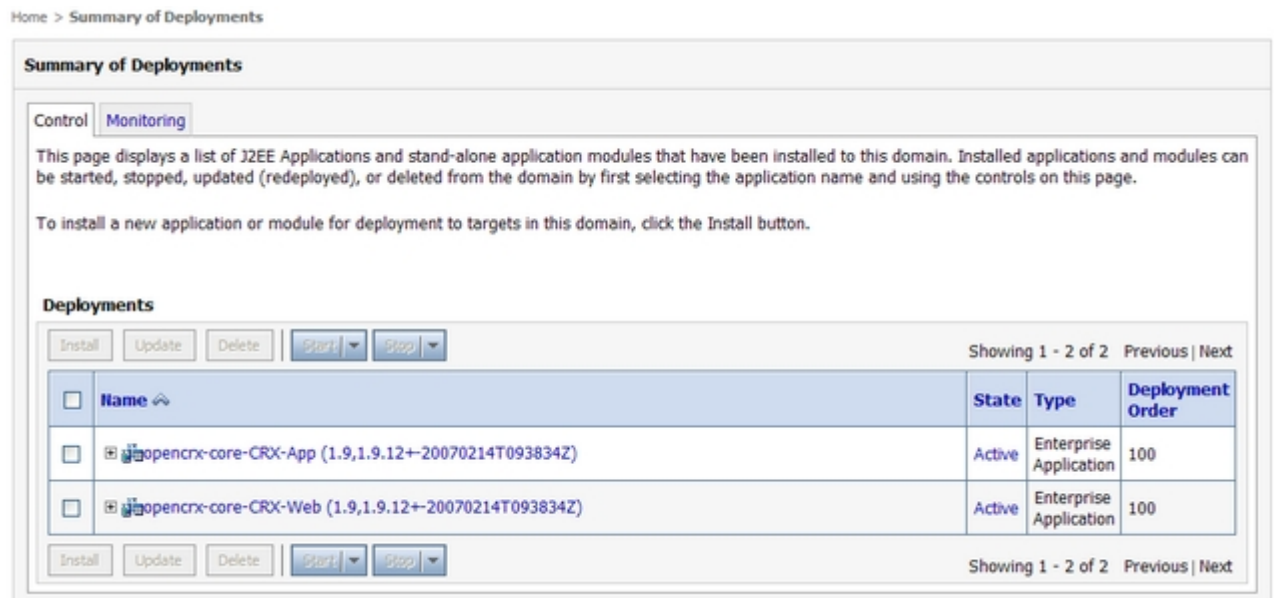 Home > Summary of Deployments
Summary of Deployments
Control Monitoring
This page displays a list of J2EE Applications and stand-alone application modules that have been installed to this domain. Installed applications and modules can
be started, stopped, updated (redeployed), or deleted from the domain by first selecting the application name and using the controls on this page.
To install a new application or module for deployment to targets in this domain, click the Install button.
Deployments
Install Update Delete Start Stop Showing 1 - 2 of 2 Previous | Next
Name State Type Deployment
Order
opencrx-core-CRX-App (1.9,1.9.12+-20070214T093834Z) Active Enterprise
Application 100
opencrx-core-CRX-Web (1.9,1.9.12+-20070214T093834Z) Active Enterprise
Application 100
Install Update Delete Start Stop Showing 1 - 2 of 2 Previous | Next